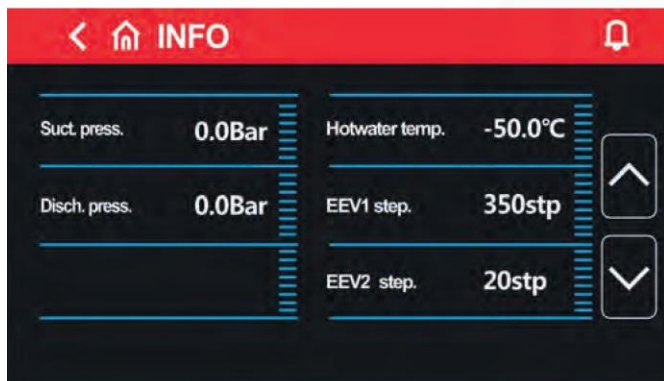 INFO
Suct. press. 0.0Bar
Disch. press. 0.0Bar
Hotwater temp. -50.0°C
EEV1 step. 350stp
EEV2 step. 20stp